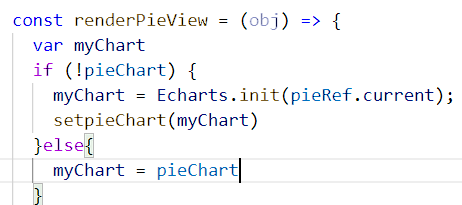 const renderPieView = (obj) => {
var myChart
if (!pieChart) {
myChart = Echarts.init(pieRef.current);
setpieChart(myChart)
}else{
myChart = pieChart
}